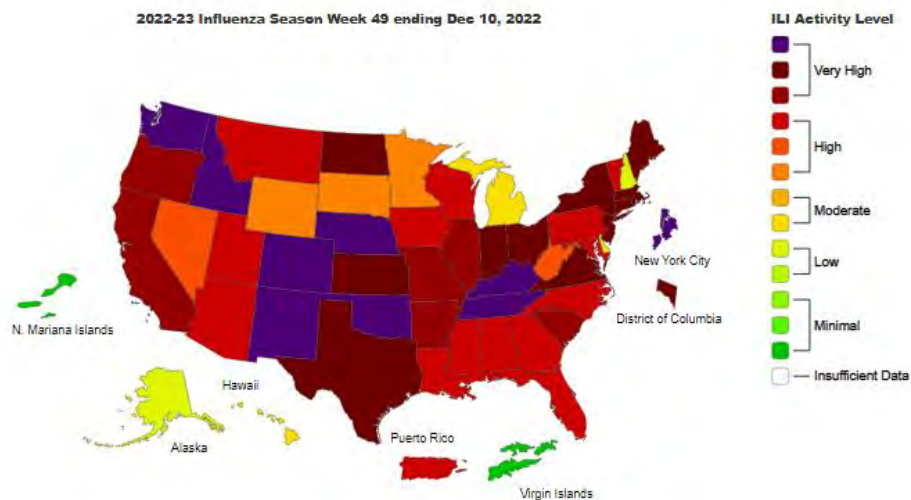 2022-23 Influenza Season Week 49 ending Dec 10, 2022
ILI Activity Level
Very High
High
Moderate
Low
Minimal
Insufficient Data
New York City
District of Columbia
N. Mariana Islands
Hawaii
Alaska
Puerto Rico
Virgin Islands